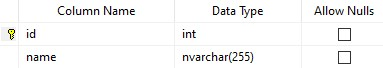 Column Name Data Type Allow Nulls
id int
name nvarchar(255)